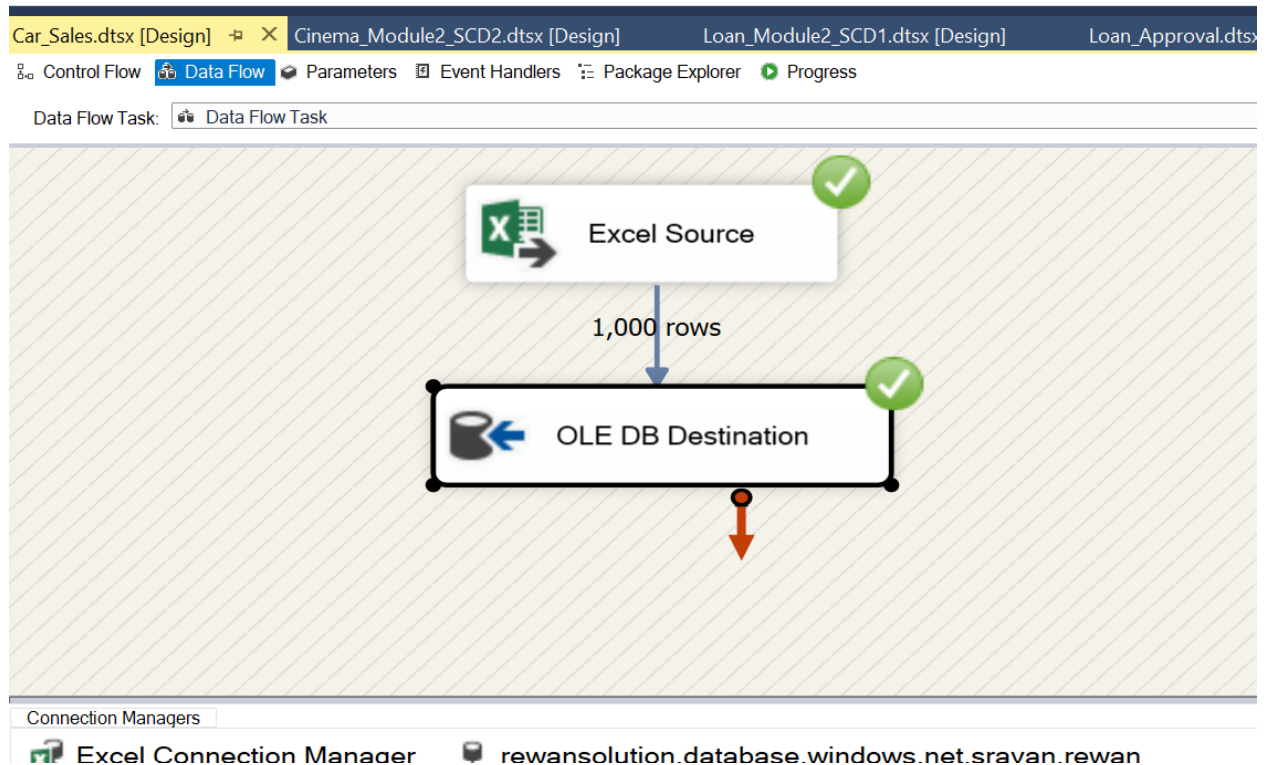 Car_Sales.dtsx [Design] Cinema_Module2_SCD2.dtsx [Design] Loan_Module2_SCD1.dtsx [Design] Loan_Approval.dtsx
Control Flow Data Flow Parameters Event Handlers Package Explorer Progress
Data Flow Task: Data Flow Task
Excel Source
1,000 rows
OLE DB Destination
Connection Managers
Excel Connection Manager rewansolution.database.windows.net.sravan.rewan